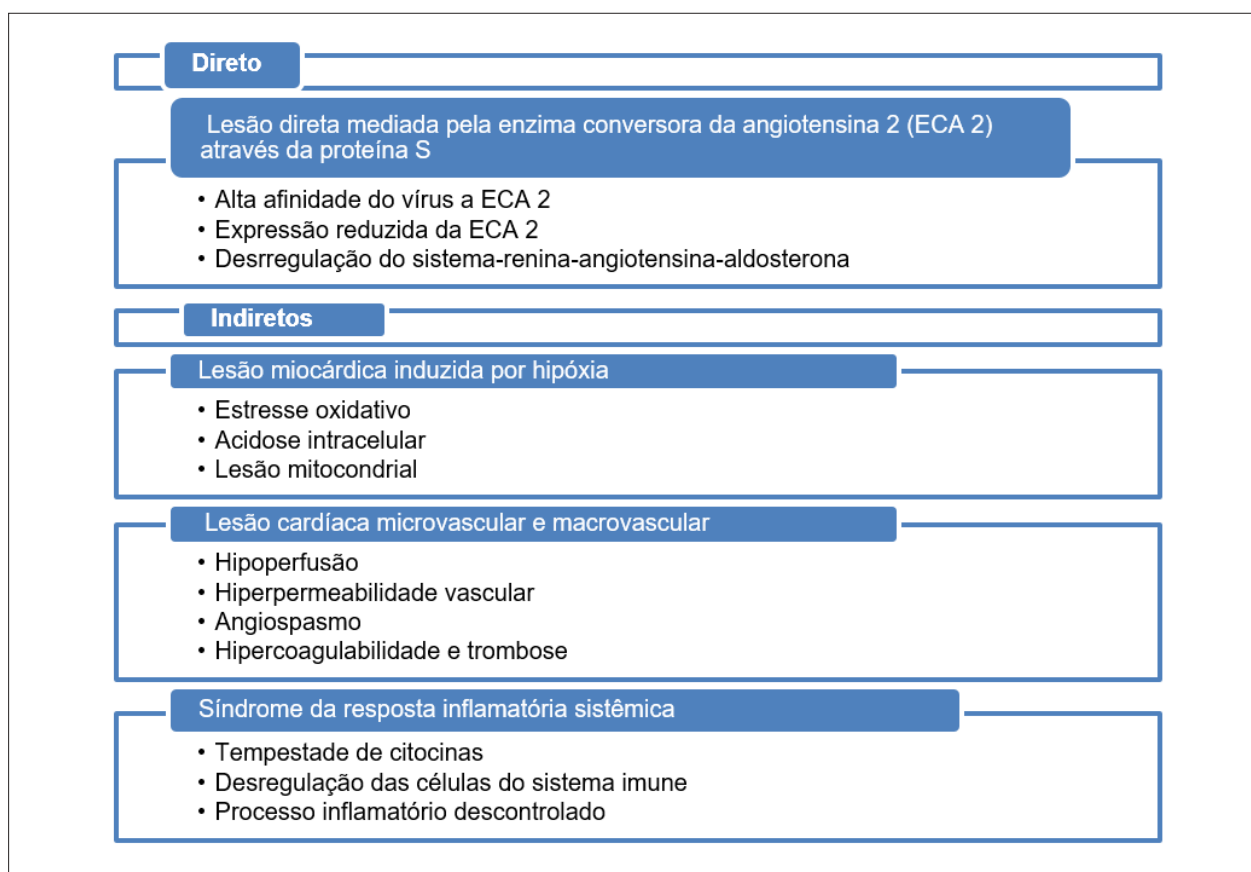 Direto
Lesão direta mediada pela enzima conversora da angiotensina 2 (ECA 2)
através da proteína S
• Alta afinidade do vírus a ECA 2
• Expressão reduzida da ECA 2
• Desrregulação do sistema-renina-angiotensina-aldosterona
Indiretos
Lesão miocárdica induzida por hipóxia
• Estresse oxidativo
• Acidose intracelular
• Lesão mitocondrial
Lesão cardíaca microvascular e macrovascular
• Hipoperfusão
• Hiperpermeabilidade vascular
• Angiospasmo
• Hipercoagulabilidade e trombose
Síndrome da resposta inflamatória sistêmica
• Tempestade de citocinas
• Desregulação das células do sistema imune
• Processo inflamatório descontrolado